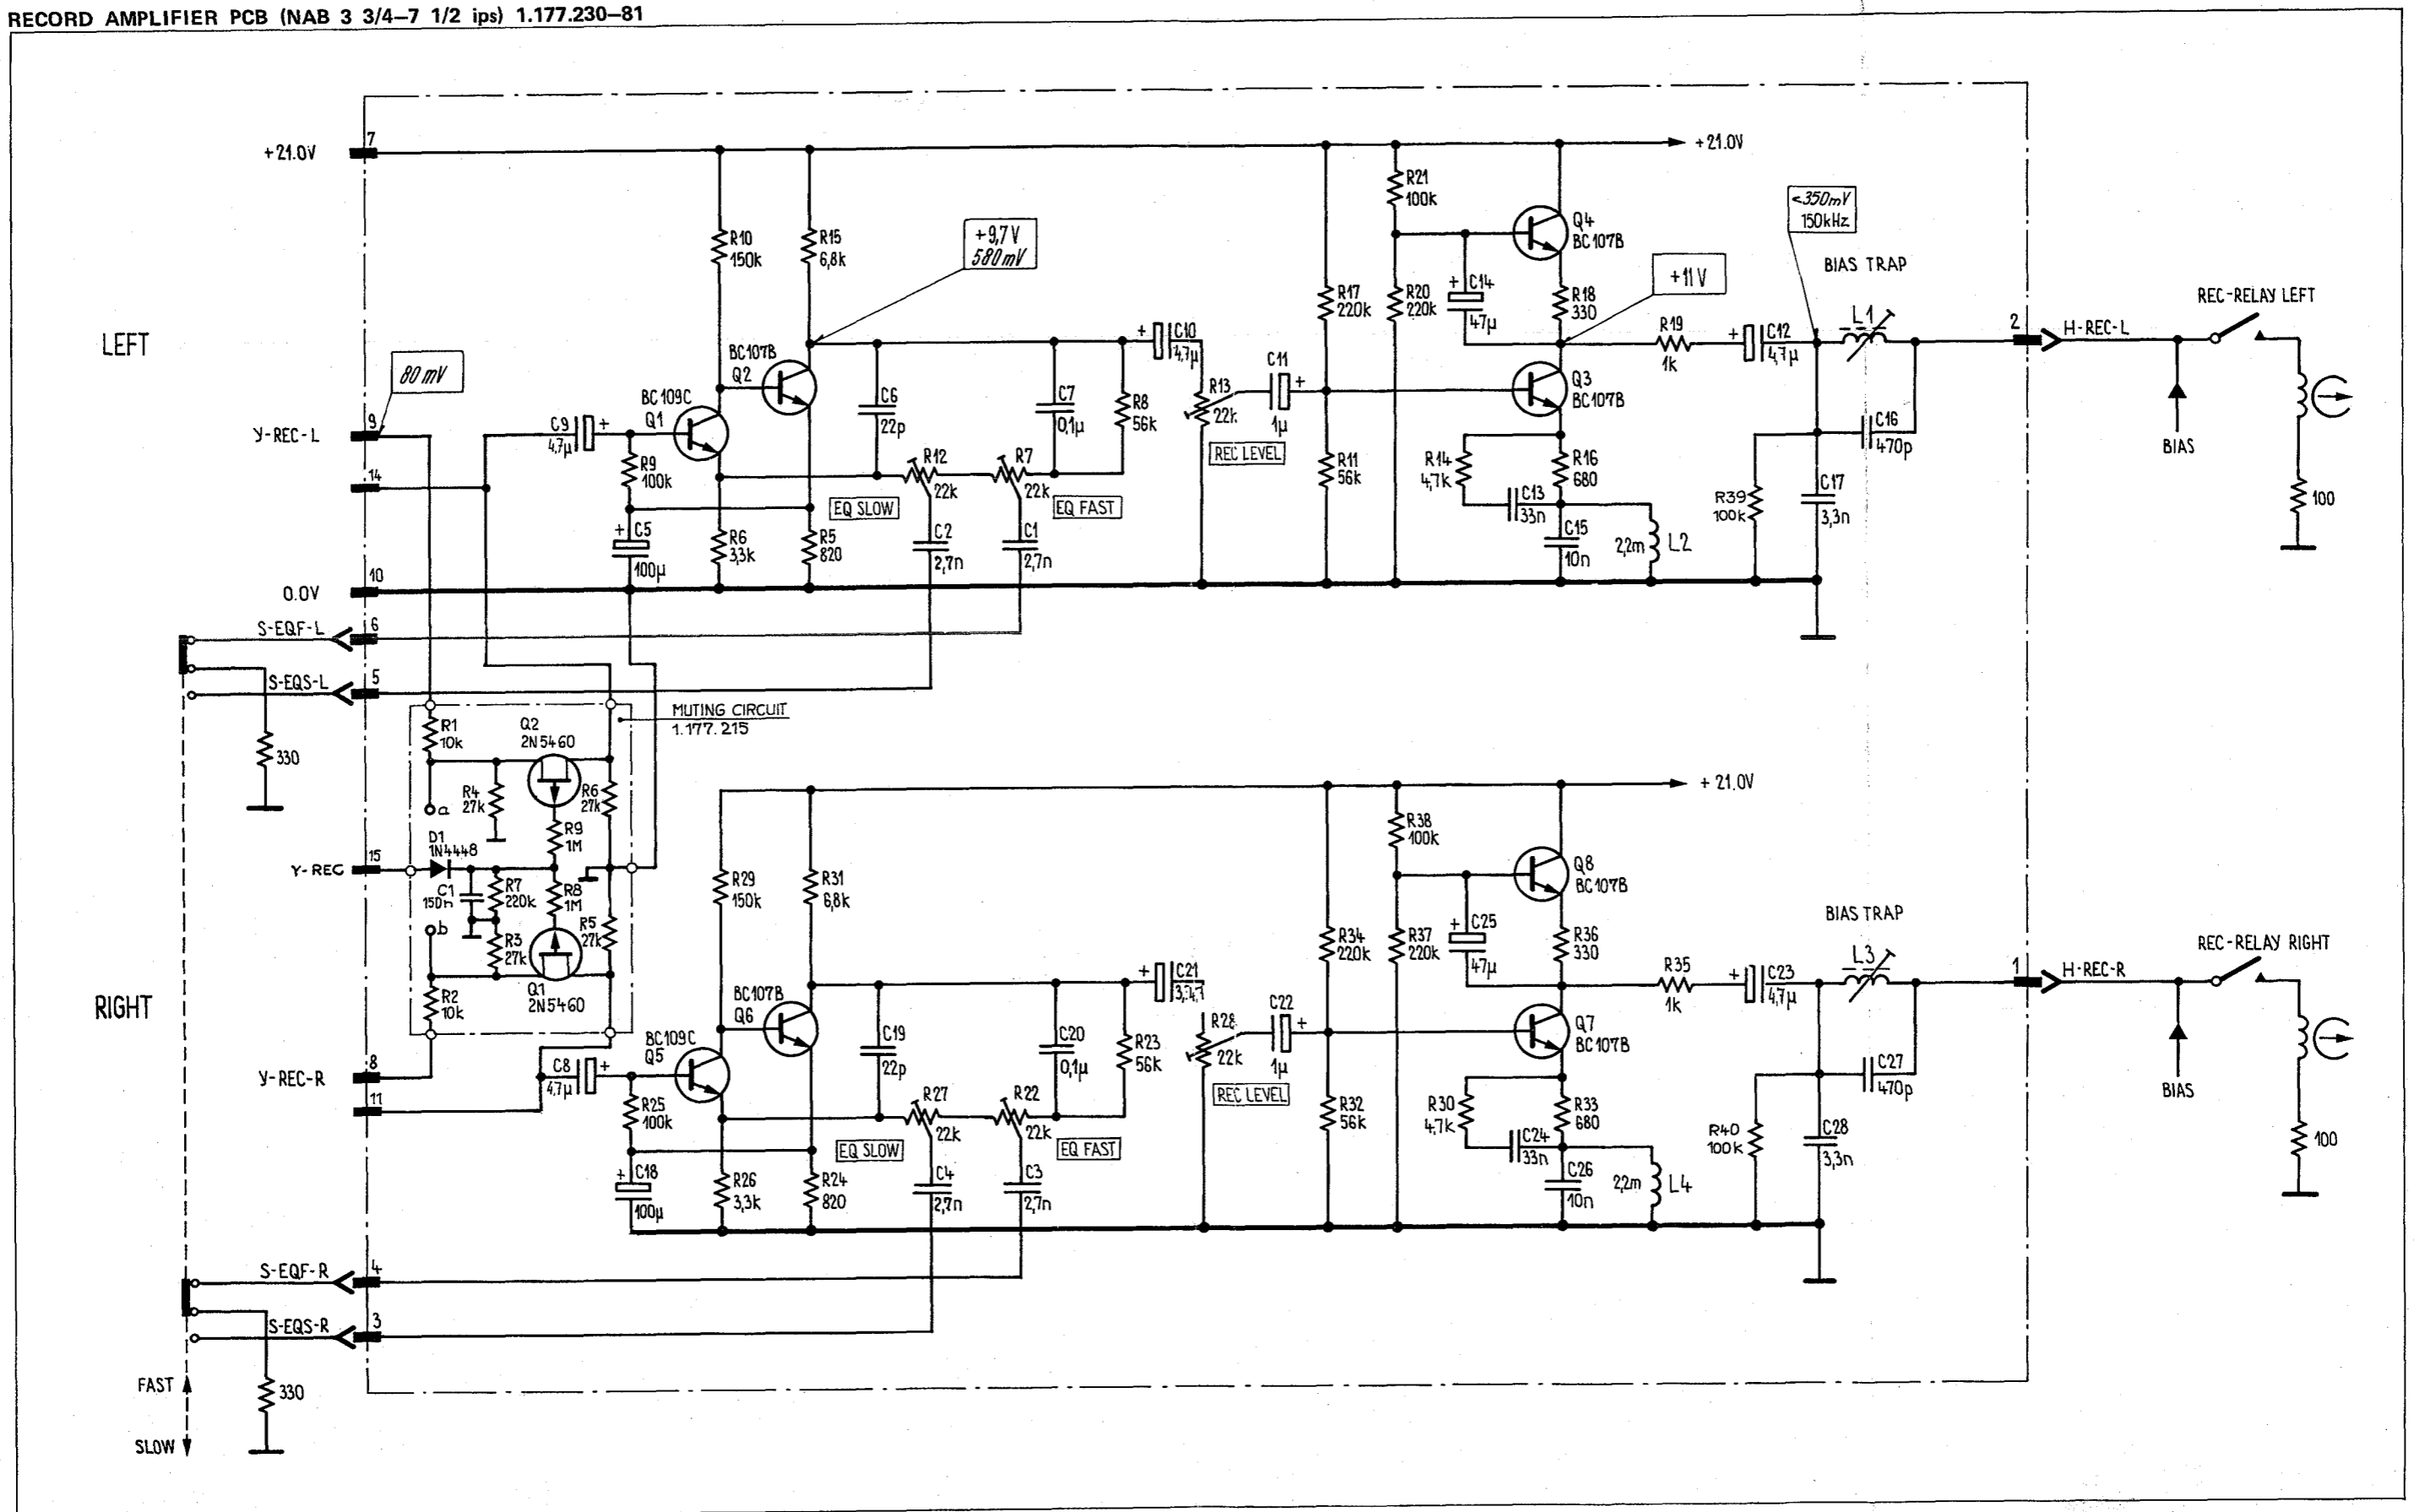 RECORD AMPLIFIER PCB (NAB 3 3/4—7 1/2 ips) 1.177.230—81
+21.0V
7
+21.0V
R21
100k
<350mV
150kHz
Q4
BC107B
+9,7V
580mV
R10
150k
R15
6,8k
BIAS TRAP
R17
220k
R20
220k
C14
+
47µ
R18
330
+11V
REC-RELAY LEFT
LEFT
80mV
BC107B
Q2
+
C10
4,7µ
R19
1k
+
C12
4,7µ
L1
2
H-REC-L
BC109C
Q1
C6
22p
C7
0,1µ
R8
56k
R13
22k
C11
+
1µ
REC LEVEL
Q3
BC107B
Y-REC-L
9
C9
+
4,7µ
C16
470p
BIAS
14
R9
100k
R12
22k
R7
22k
R11
56k
R14
4,7k
R16
680
R39
100k
C17
3,3n
100
EQ SLOW
EQ FAST
C13
33n
+
C5
100µ
R6
3,3k
R5
820
C2
2,7n
C1
2,7n
C15
10n
2,2m
L2
0.0V
10
S-EQF-L
6
S-EQS-L
5
330
MUTING CIRCUIT
1.177.215
R1
10k
Q2
2N5460
R4
27k
R6
27k
a
R9
1M
D1
1N4448
Y-REC
15
C1
150n
R7
220k
R8
1M
b
R3
27k
R5
27k
R2
10k
Q1
2N5460
+21.0V
R38
100k
Q8
BC107B
R29
150k
R31
6,8k
BIAS TRAP
R34
220k
R37
220k
+
C25
47µ
R36
330
REC-RELAY RIGHT
RIGHT
BC107B
Q6
+
C21
R35
1k
+
C23
4,7µ
L3
1
H-REC-R
BC109C
Q5
C19
22p
C20
0,1µ
R23
56k
R28
22k
C22
+
1µ
REC LEVEL
Q7
BC107B
Y-REC-R
8
C8
+
4,7µ
C27
470p
BIAS
11
R25
100k
R27
22k
R22
22k
R32
56k
R30
4,7k
R33
680
R40
100k
C28
3,3n
100
EQ SLOW
EQ FAST
C24
33n
+
C18
100µ
R26
3,3k
R24
820
C4
2,7n
C3
2,7n
C26
10n
2,2m
L4
S-EQF-R
4
S-EQS-R
3
FAST
330
SLOW